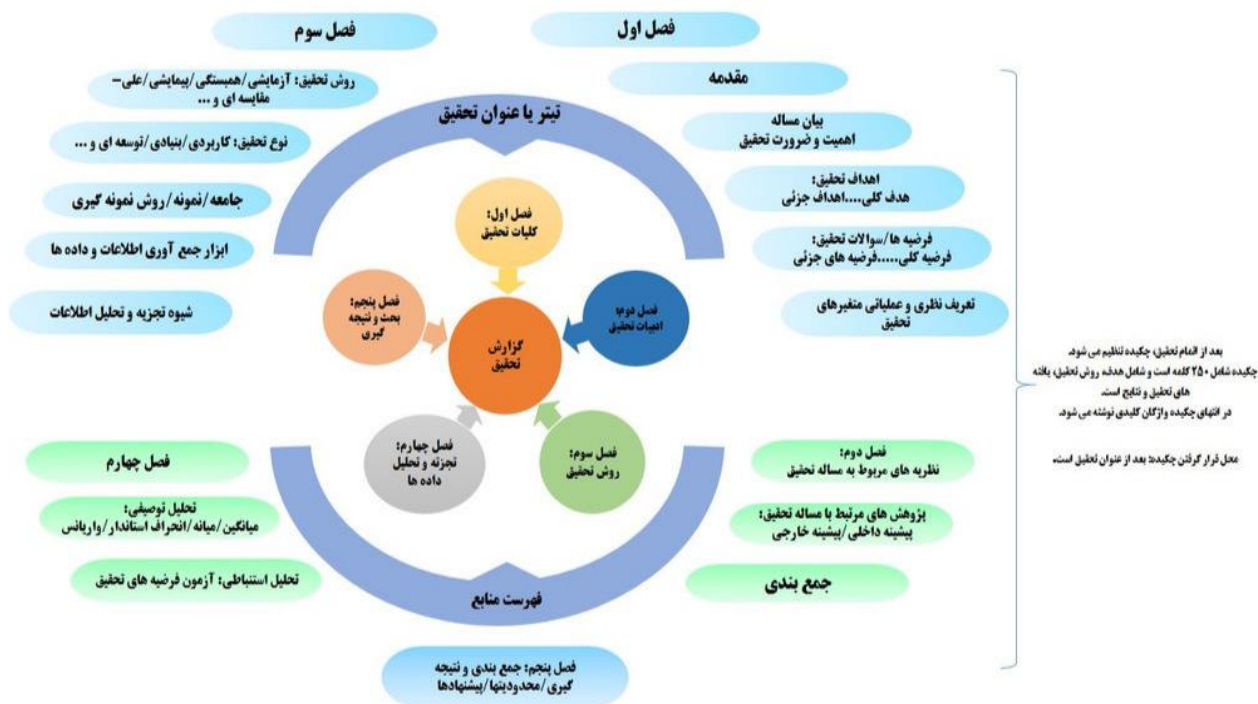 فصل اول
مقدمه
بیان مساله
اهمیت و ضرورت تحقیق
اهداف تحقیق:
هدف کلی....اهداف جزئی
فرضیه ها/سوالات تحقیق:
فرضیه کلی.....فرضیه های جزئی
تعریف نظری و عملیاتی متغیرهای
تحقیق
فصل سوم
روش تحقیق: آزمایشی/همبستگی/پیمایشی/علی-
مقایسه ای و ...
نوع تحقیق: کاربردی/بنیادی/توسعه ای و ...
جامعه/نمونه/روش نمونه گیری
ابزار جمع آوری اطلاعات و داده ها
شیوه تجزیه و تحلیل اطلاعات
تیتر یا عنوان تحقیق
فصل اول:
کلیات تحقیق
فصل دوم:
ادبیات تحقیق
فصل سوم:
روش تحقیق
فصل چهارم:
تجزته و تحلیل
داده ها
فصل پنجم:
بحث و نتیجه
گیری
گزارش
تحقیق
فهرست منابع
فصل دوم:
نظریه های مربوط به مساله تحقیق
پژوهش های مرتبط با مساله تحقیق:
پیشینه داخلی/پیشینه خارجی
جمع بندی
فصل چهارم
تحلیل توصیفی:
میانگین/میانه/انحراف استاندار/واریانس
تحلیل استنباطی: آزمون فرضیه های تحقیق
فصل پنجم: جمع بندی و نتیجه
گیری/محدودیتها/پیشنهادها
بعد از اتمام تحقیق، چکیده تنظیم می شود.
چکیده شامل ۲۵۰ کلمه است و شامل هدف، روش تحقیق، یافته
های تحقیق و نتایج است.
در انتهای چکیده واژگان کلیدی نوشته می شود.
محل قرار گرفتن چکیده: بعد از عنوان تحقیق است.